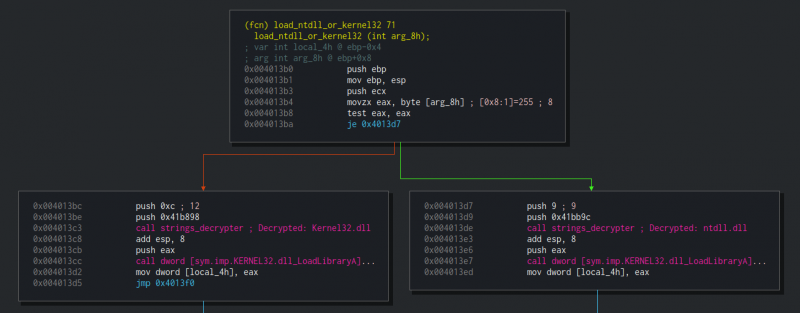 (fcn) load_ntdll_or_kernel32 71
load_ntdll_or_kernel32 (int arg_8h);
; var int local_4h @ ebp-0x4
; arg int arg_8h @ ebp+0x8
0x004013b0 push ebp
0x004013b1 mov ebp, esp
0x004013b3 push ecx
0x004013b4 movzx eax, byte [arg_8h] ; [0x8:1]=255 ; 8
0x004013b8 test eax, eax
0x004013ba je 0x4013d7
0x004013bc push 0xc ; 12
0x004013be push 0x41b898
0x004013c3 call strings_decrypter ; Decrypted: Kernel32.dll
0x004013c8 add esp, 8
0x004013cb push eax
0x004013cc call dword [sym.imp.KERNEL32.dll_LoadLibraryA]...
0x004013d2 mov dword [local_4h], eax
0x004013d5 jmp 0x4013f0
0x004013d7 push 9 ; 9
0x004013d9 push 0x41bb9c
0x004013de call strings_decrypter ; Decrypted: ntdll.dll
0x004013e3 add esp, 8
0x004013e6 push eax
0x004013e7 call dword [sym.imp.KERNEL32.dll_LoadLibraryA]...
0x004013ed mov dword [local_4h], eax